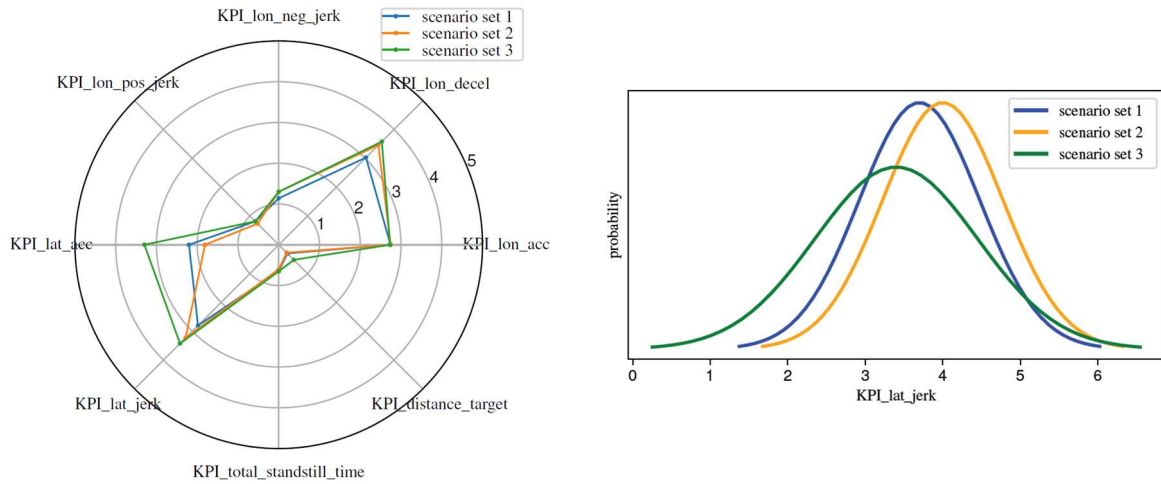 KPI_lon_neg_jerk
scenario set 1
scenario set 2
scenario set 3
KPI_lon_pos_jerk
KPI_lon_decel
5
4
3
2
1
KPI_lat_acc
KPI_lon_acc
KPI_lat_jerk
KPI_distance_target
KPI_total_standstill_time
scenario set 1
scenario set 2
scenario set 3
probability
0 1 2 3 4 5 6
KPI_lat_jerk